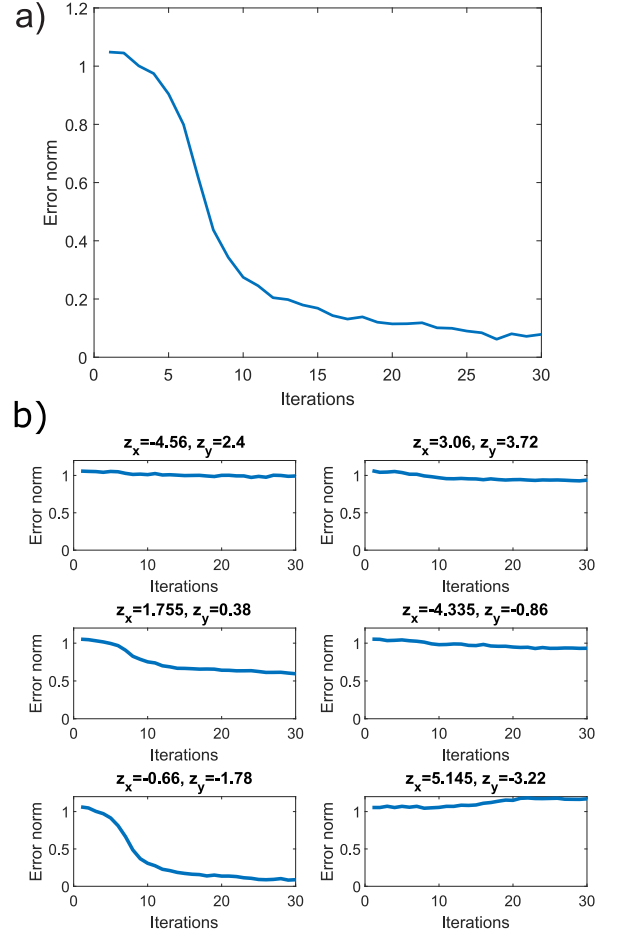 a)
1.2
1
0.8
0.6
0.4
0.2
0
Error norm
0 5 10 15 20 25 30
Iterations
b)
z_x=-4.56, z_y=2.4
1
0.5
0
Error norm
0 10 20 30
Iterations
z_x=3.06, z_y=3.72
1
0.5
0
Error norm
0 10 20 30
Iterations
z_x=1.755, z_y=0.38
1
0.5
0
Error norm
0 10 20 30
Iterations
z_x=-4.335, z_y=-0.86
1
0.5
0
Error norm
0 10 20 30
Iterations
z_x=-0.66, z_y=-1.78
1
0.5
0
Error norm
0 10 20 30
Iterations
z_x=5.145, z_y=-3.22
1
0.5
0
Error norm
0 10 20 30
Iterations